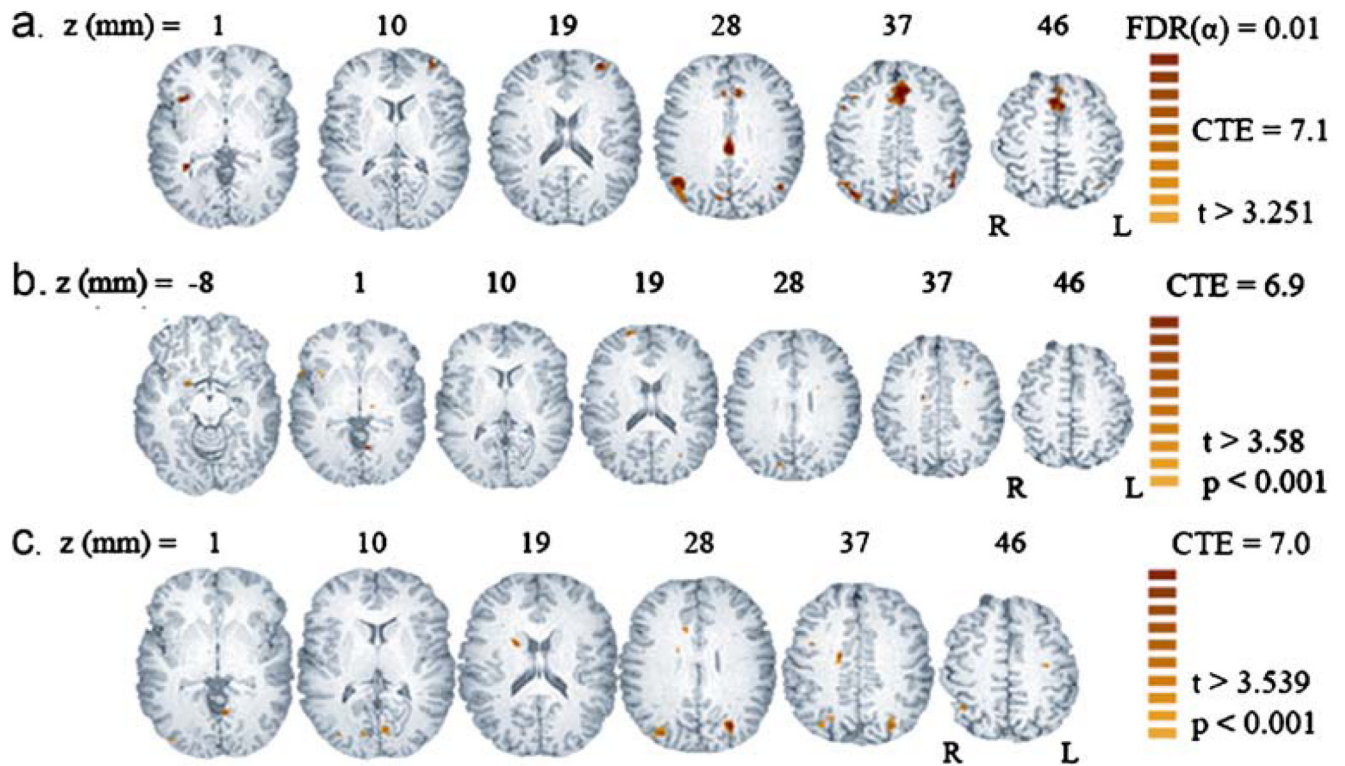 a. z (mm) = 1 10 19 28 37 46 FDR(α) = 0.01
CTE = 7.1
t > 3.251
R L
b. z (mm) = -8 1 10 19 28 37 46 CTE = 6.9
t > 3.58
R L p < 0.001
c. z (mm) = 1 10 19 28 37 46 CTE = 7.0
t > 3.539
p < 0.001
R L